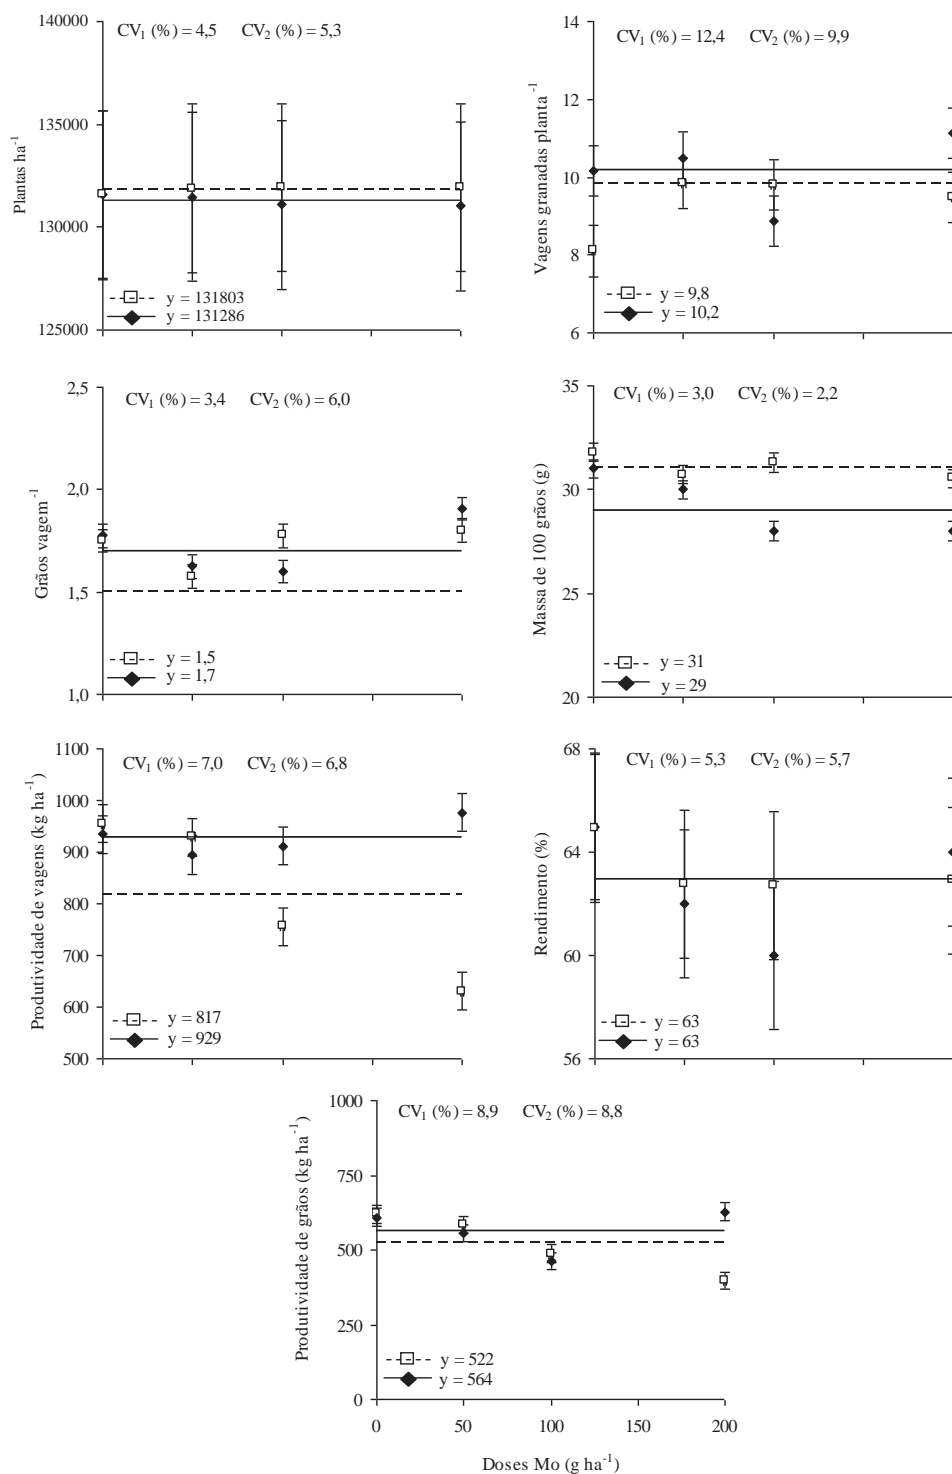 CV₁ (%) = 4,5 CV₂ (%) = 5,3
Plantas ha⁻¹
140000
135000
130000
125000
y = 131803
y = 131286
CV₁ (%) = 12,4 CV₂ (%) = 9,9
Vagens granadas planta⁻¹
14
12
10
8
6
y = 9,8
y = 10,2
CV₁ (%) = 3,4 CV₂ (%) = 6,0
Grãos vagem⁻¹
2,5
2,0
1,5
1,0
y = 1,5
y = 1,7
CV₁ (%) = 3,0 CV₂ (%) = 2,2
Massa de 100 grãos (g)
35
30
25
20
y = 31
y = 29
CV₁ (%) = 7,0 CV₂ (%) = 6,8
Produtividade de vagens (kg ha⁻¹)
1100
1000
900
800
700
600
500
y = 817
y = 929
CV₁ (%) = 5,3 CV₂ (%) = 5,7
Rendimento (%)
68
64
60
56
y = 63
y = 63
CV₁ (%) = 8,9 CV₂ (%) = 8,8
Produtividade de grãos (kg ha⁻¹)
1000
750
500
250
0
y = 522
y = 564
0 50 100 150 200
Doses Mo (g ha⁻¹)